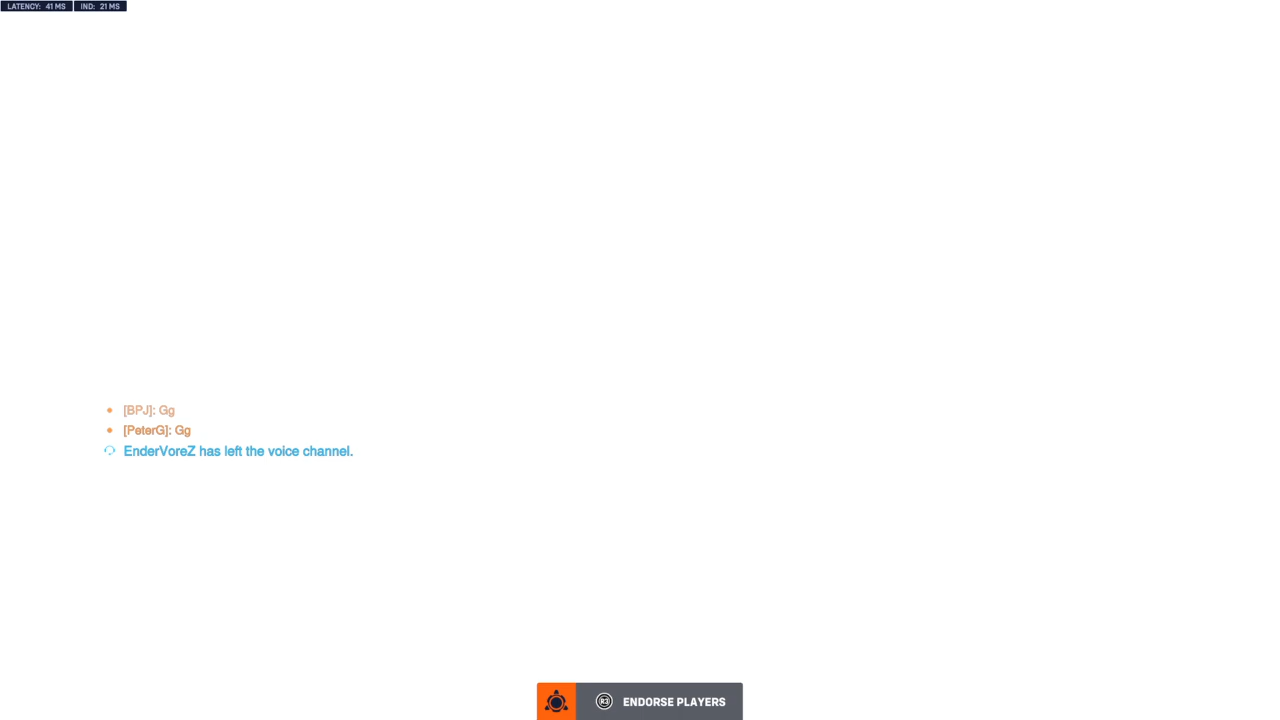 LATENCY: 41 MS IND: 21 MS
[BPJ]: Gg
[PeterG]: Gg
EnderVoreZ has left the voice channel.
R3 ENDORSE PLAYERS